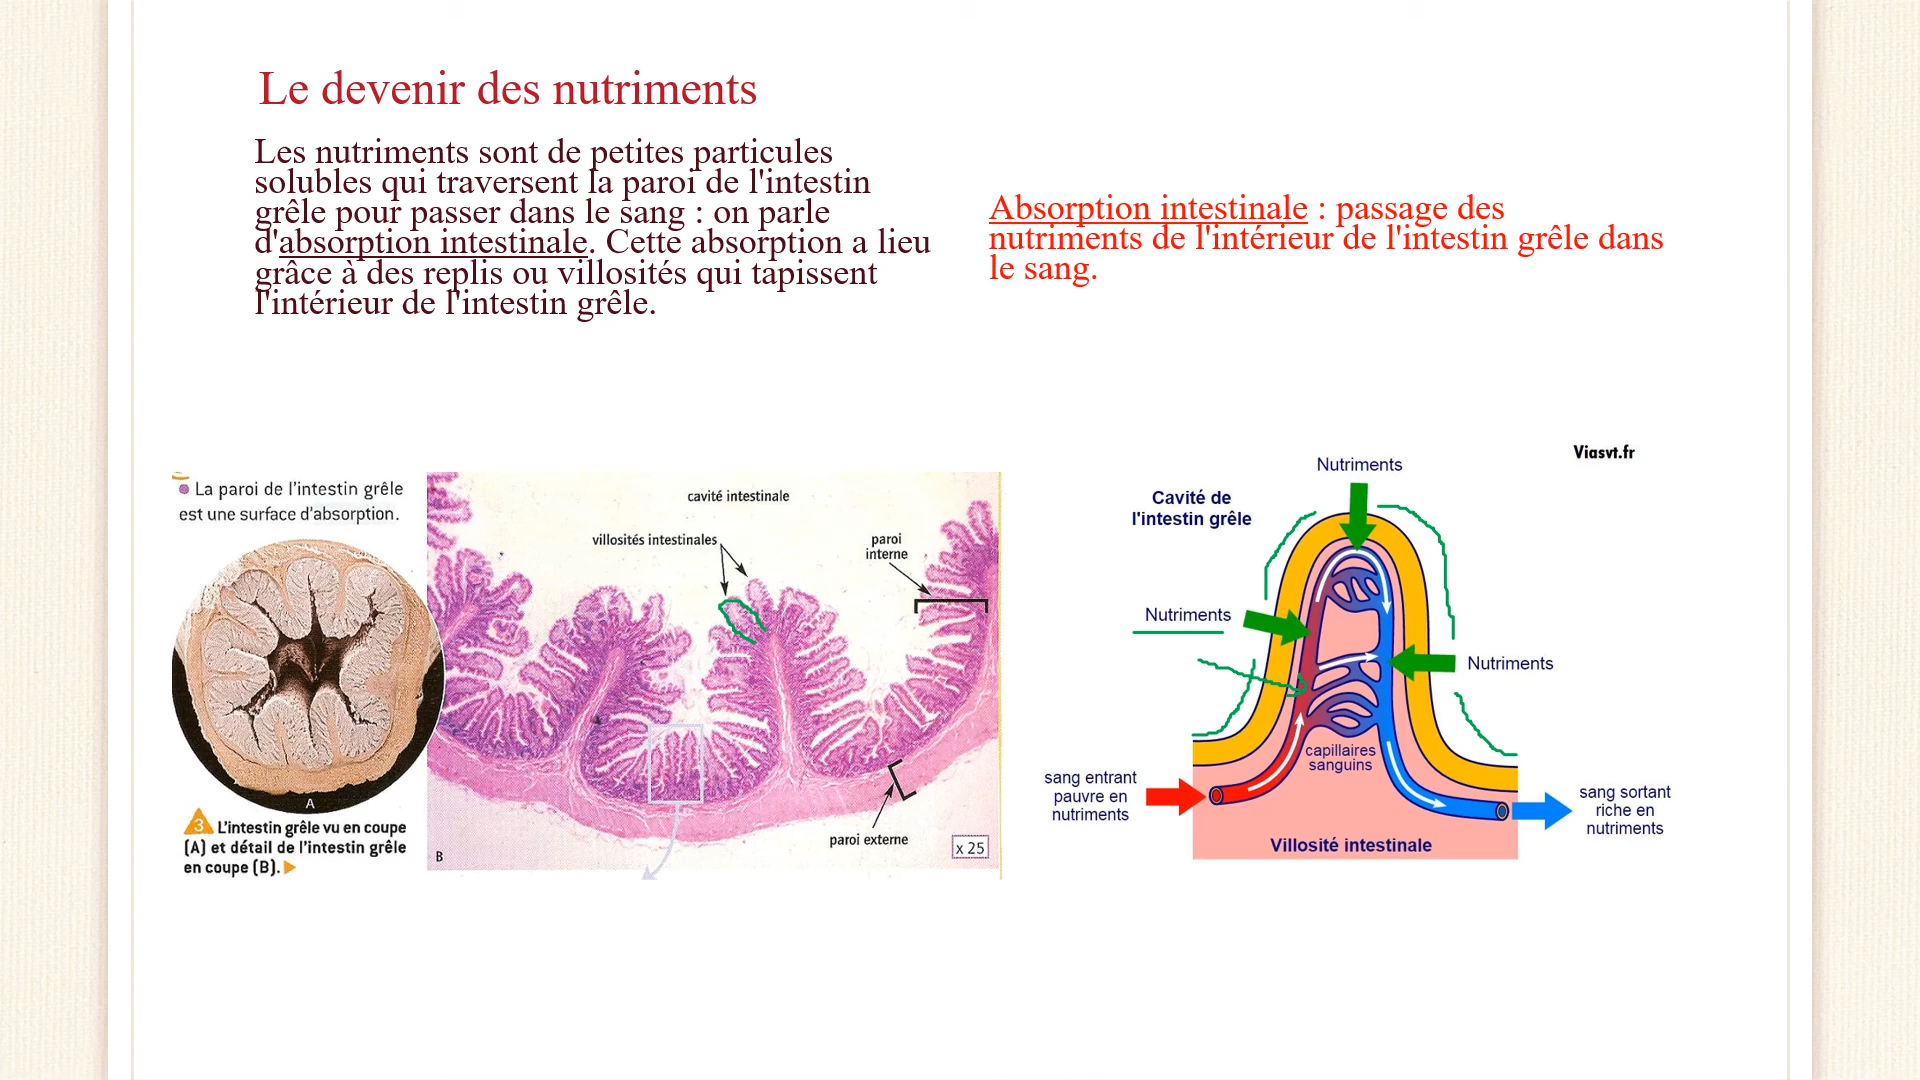 Le devenir des nutriments
Les nutriments sont de petites particules
solubles qui traversent la paroi de l'intestin
grêle pour passer dans le sang : on parle
d'absorption intestinale. Cette absorption a lieu
grâce à des replis ou villosités qui tapissent
l'intérieur de l'intestin grêle.
Absorption intestinale : passage des
nutriments de l'intérieur de l'intestin grêle dans
le sang.
La paroi de l'intestin grêle
est une surface d'absorption.
A
3 L'intestin grêle vu en coupe
(A) et détail de l'intestin grêle
en coupe (B).
cavité intestinale
villosités intestinales
paroi
interne
paroi externe
B
x 25
Viasvt.fr
Nutriments
Cavité de
l'intestin grêle
Nutriments
Nutriments
capillaires
sanguins
sang entrant
pauvre en
nutriments
sang sortant
riche en
nutriments
Villosité intestinale